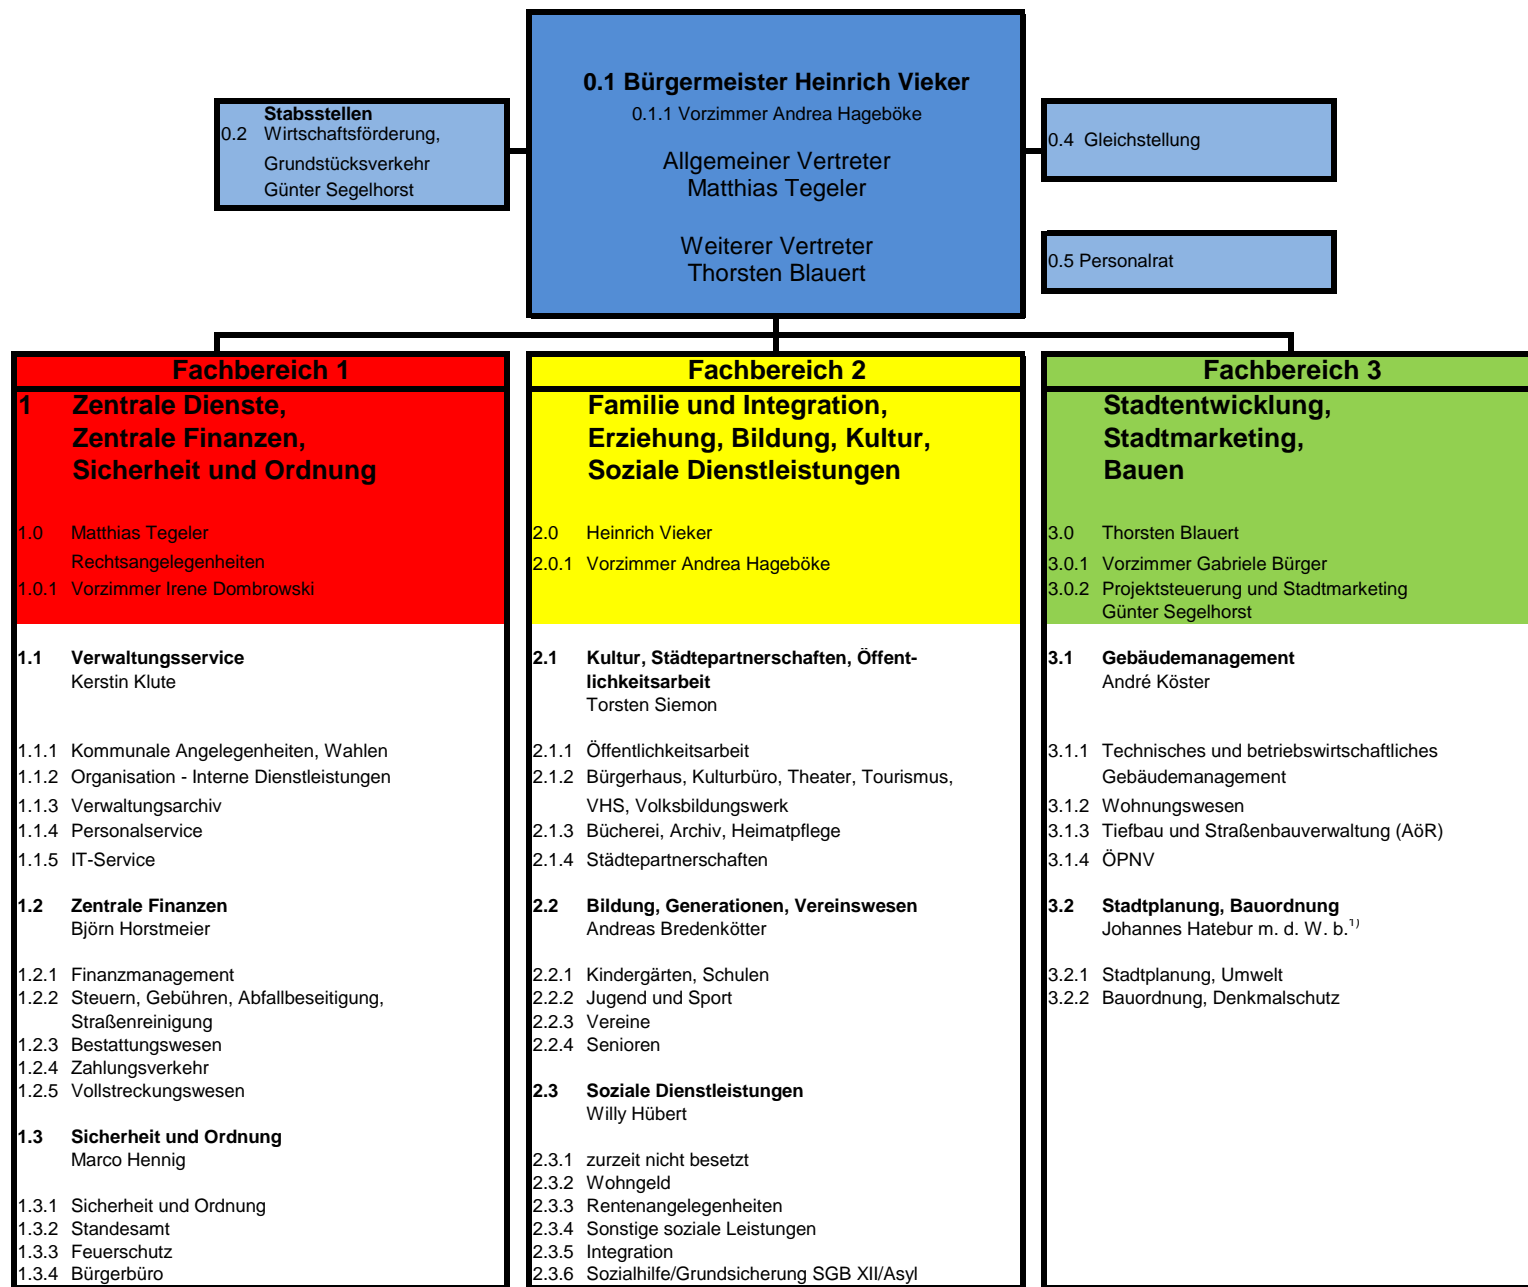 0.1 Bürgermeister Heinrich Vieker
0.1.1 Vorzimmer Andrea Hageböke
Allgemeiner Vertreter
Matthias Tegeler
Weiterer Vertreter
Thorsten Blauert
Stabsstellen
0.2 Wirtschaftsförderung,
Grundstücksverkehr
Günter Segelhorst
0.4 Gleichstellung
0.5 Personalrat
Fachbereich 1
1 Zentrale Dienste,
Zentrale Finanzen,
Sicherheit und Ordnung
1.0 Matthias Tegeler
Rechtsangelegenheiten
1.0.1 Vorzimmer Irene Dombrowski
1.1 Verwaltungsservice
Kerstin Klute
1.1.1 Kommunale Angelegenheiten, Wahlen
1.1.2 Organisation - Interne Dienstleistungen
1.1.3 Verwaltungsarchiv
1.1.4 Personalservice
1.1.5 IT-Service
1.2 Zentrale Finanzen
Björn Horstmeier
1.2.1 Finanzmanagement
1.2.2 Steuern, Gebühren, Abfallbeseitigung,
Straßenreinigung
1.2.3 Bestattungswesen
1.2.4 Zahlungsverkehr
1.2.5 Vollstreckungswesen
1.3 Sicherheit und Ordnung
Marco Hennig
1.3.1 Sicherheit und Ordnung
1.3.2 Standesamt
1.3.3 Feuerschutz
1.3.4 Bürgerbüro
Fachbereich 2
Familie und Integration,
Erziehung, Bildung, Kultur,
Soziale Dienstleistungen
2.0 Heinrich Vieker
2.0.1 Vorzimmer Andrea Hageböke
2.1 Kultur, Städtepartnerschaften, Öffent-
lichkeitsarbeit
Torsten Siemon
2.1.1 Öffentlichkeitsarbeit
2.1.2 Bürgerhaus, Kulturbüro, Theater, Tourismus,
VHS, Volksbildungswerk
2.1.3 Bücherei, Archiv, Heimatpflege
2.1.4 Städtepartnerschaften
2.2 Bildung, Generationen, Vereinswesen
Andreas Bredenkötter
2.2.1 Kindergärten, Schulen
2.2.2 Jugend und Sport
2.2.3 Vereine
2.2.4 Senioren
2.3 Soziale Dienstleistungen
Willy Hübert
2.3.1 zurzeit nicht besetzt
2.3.2 Wohngeld
2.3.3 Rentenangelegenheiten
2.3.4 Sonstige soziale Leistungen
2.3.5 Integration
2.3.6 Sozialhilfe/Grundsicherung SGB XII/Asyl
Fachbereich 3
Stadtentwicklung,
Stadtmarketing,
Bauen
3.0 Thorsten Blauert
3.0.1 Vorzimmer Gabriele Bürger
3.0.2 Projektsteuerung und Stadtmarketing
Günter Segelhorst
3.1 Gebäudemanagement
André Köster
3.1.1 Technisches und betriebswirtschaftliches
Gebäudemanagement
3.1.2 Wohnungswesen
3.1.3 Tiefbau und Straßenbauverwaltung (AöR)
3.1.4 ÖPNV
3.2 Stadtplanung, Bauordnung
Johannes Hatebur m. d. W. b.¹⁾
3.2.1 Stadtplanung, Umwelt
3.2.2 Bauordnung, Denkmalschutz